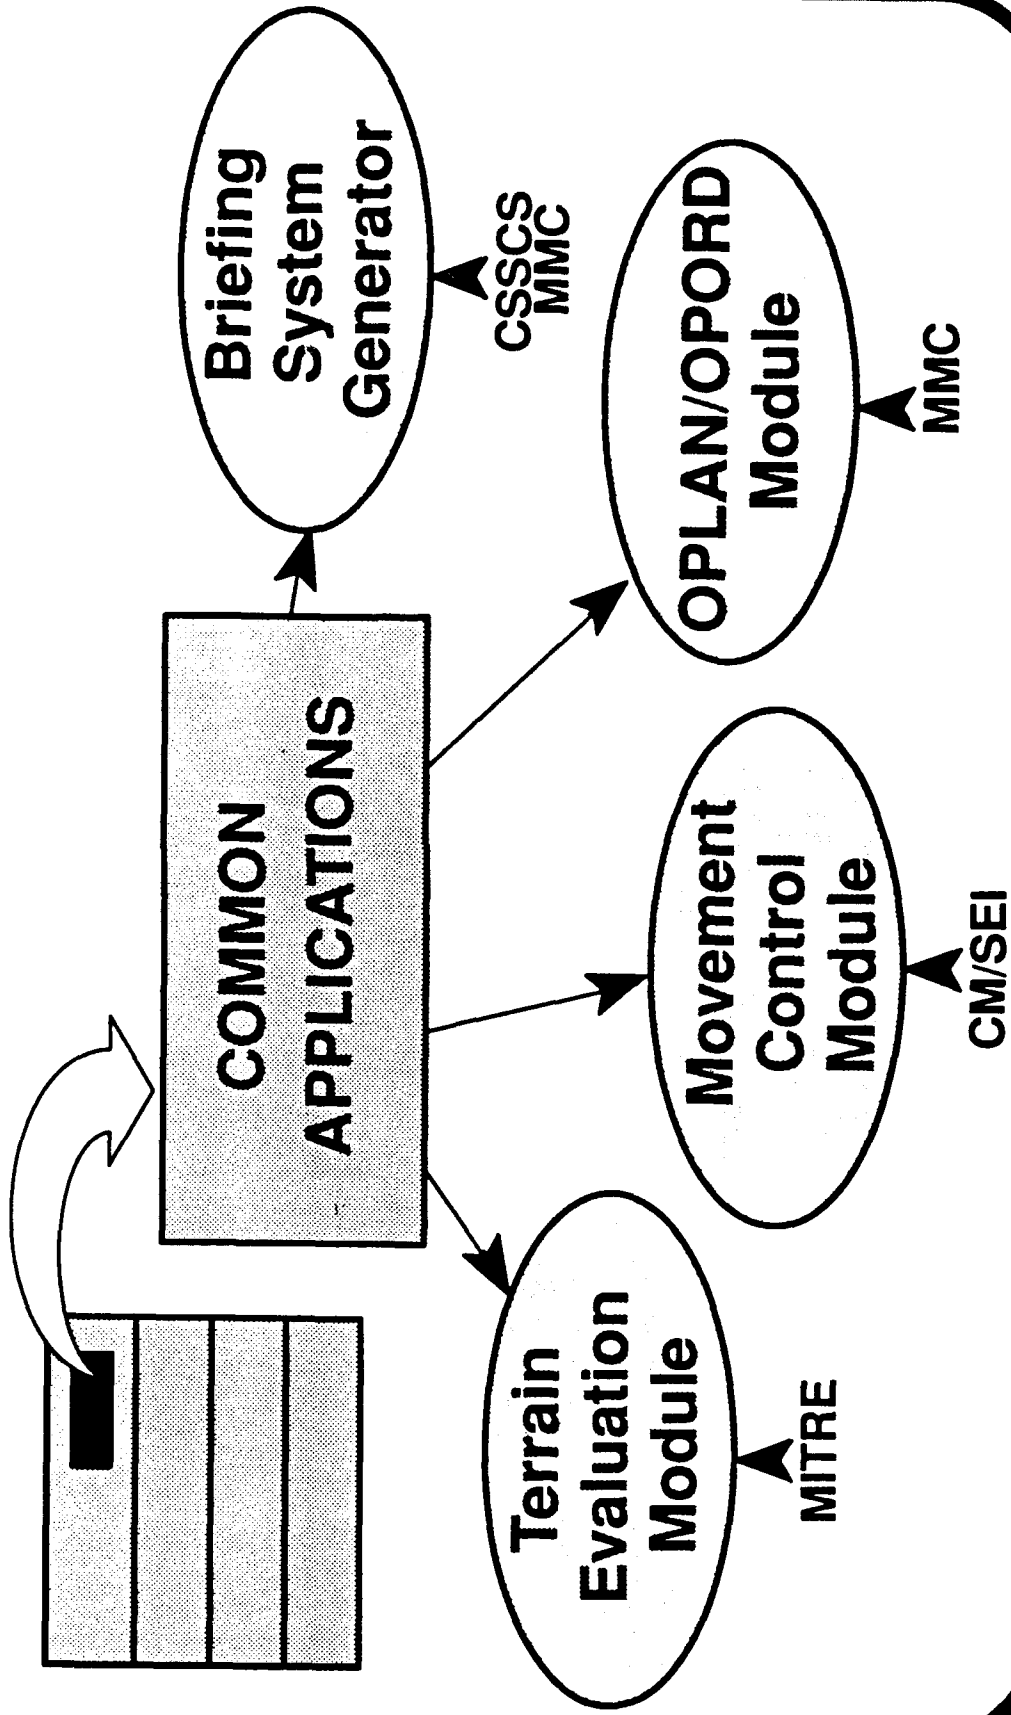 COMMON
APPLICATIONS
Terrain
Evaluation
Module
MITRE
Movement
Control
Module
CM/SEI
OPLAN/OPORD
Module
MMC
Briefing
System
Generator
CSSCS
MMC